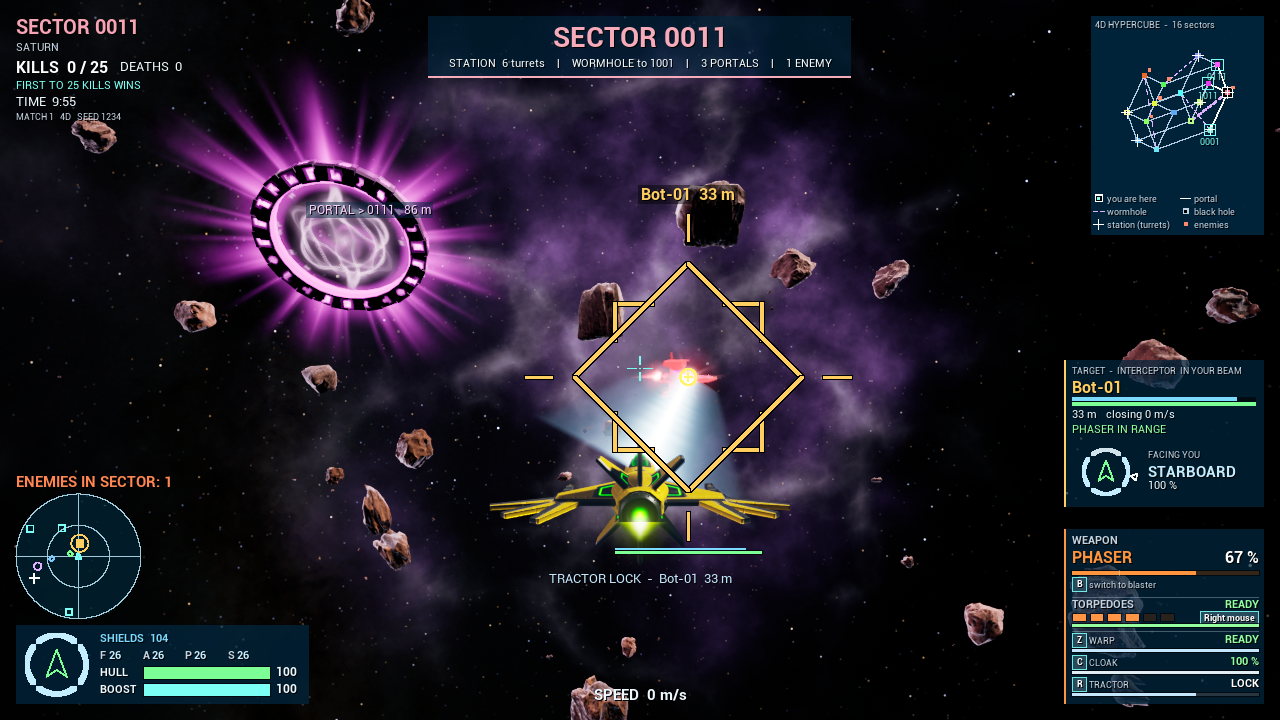 SECTOR 0011
SATURN
KILLS 0 / 25 DEATHS 0
FIRST TO 25 KILLS WINS
TIME 9:55
MATCH 1 4D SEED 1234
SECTOR 0011
STATION 6 turrets | WORMHOLE to 1001 | 3 PORTALS | 1 ENEMY
4D HYPERCUBE - 16 sectors
1011
0001
you are here
portal
wormhole
black hole
station (turrets)
enemies
PORTAL > 0111 86 m
Bot-01 33 m
TARGET - INTERCEPTOR IN YOUR BEAM
Bot-01
33 m closing 0 m/s
PHASER IN RANGE
FACING YOU
STARBOARD
100 %
ENEMIES IN SECTOR: 1
TRACTOR LOCK - Bot-01 33 m
WEAPON
PHASER 67 %
B switch to blaster
TORPEDOES READY
Right mouse
Z WARP READY
C CLOAK 100 %
R TRACTOR LOCK
SHIELDS 104
F 26 A 26 P 26 S 26
HULL 100
BOOST 100
SPEED 0 m/s